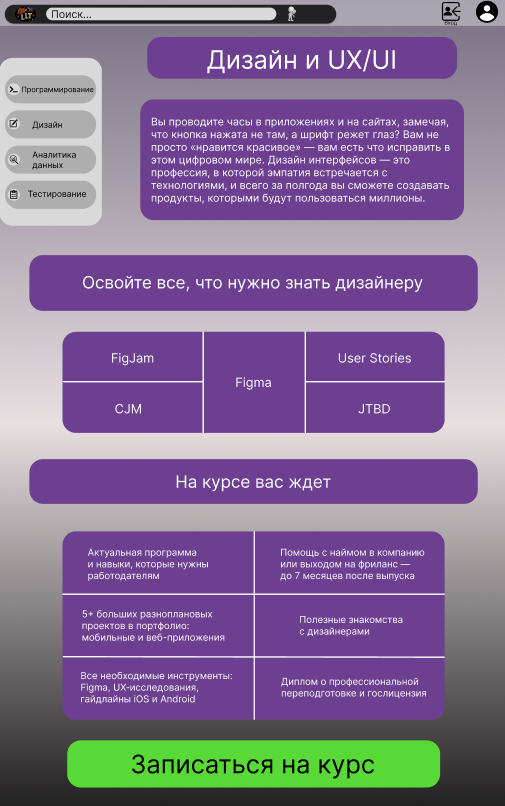 Поиск...
Вход
Дизайн и UX/UI
Программирование
Дизайн
Аналитика
данных
Тестирование
Вы проводите часы в приложениях и на сайтах, замечая,
что кнопка нажата не там, а шрифт режет глаз? Вам не
просто «нравится красивое» — вам есть что исправить в
этом цифровом мире. Дизайн интерфейсов — это
профессия, в которой эмпатия встречается с
технологиями, и всего за полгода вы сможете создавать
продукты, которыми будут пользоваться миллионы.
Освойте все, что нужно знать дизайнеру
FigJam
Figma
User Stories
CJM
JTBD
На курсе вас ждет
Актуальная программа
и навыки, которые нужны
работодателям
Помощь с наймом в компанию
или выходом на фриланс —
до 7 месяцев после выпуска
5+ больших разноплановых
проектов в портфолио:
мобильные и веб-приложения
Полезные знакомства
с дизайнерами
Все необходимые инструменты:
Figma, UX-исследования,
гайдлайны iOS и Android
Диплом о профессиональной
переподготовке и гослицензия
Записаться на курс